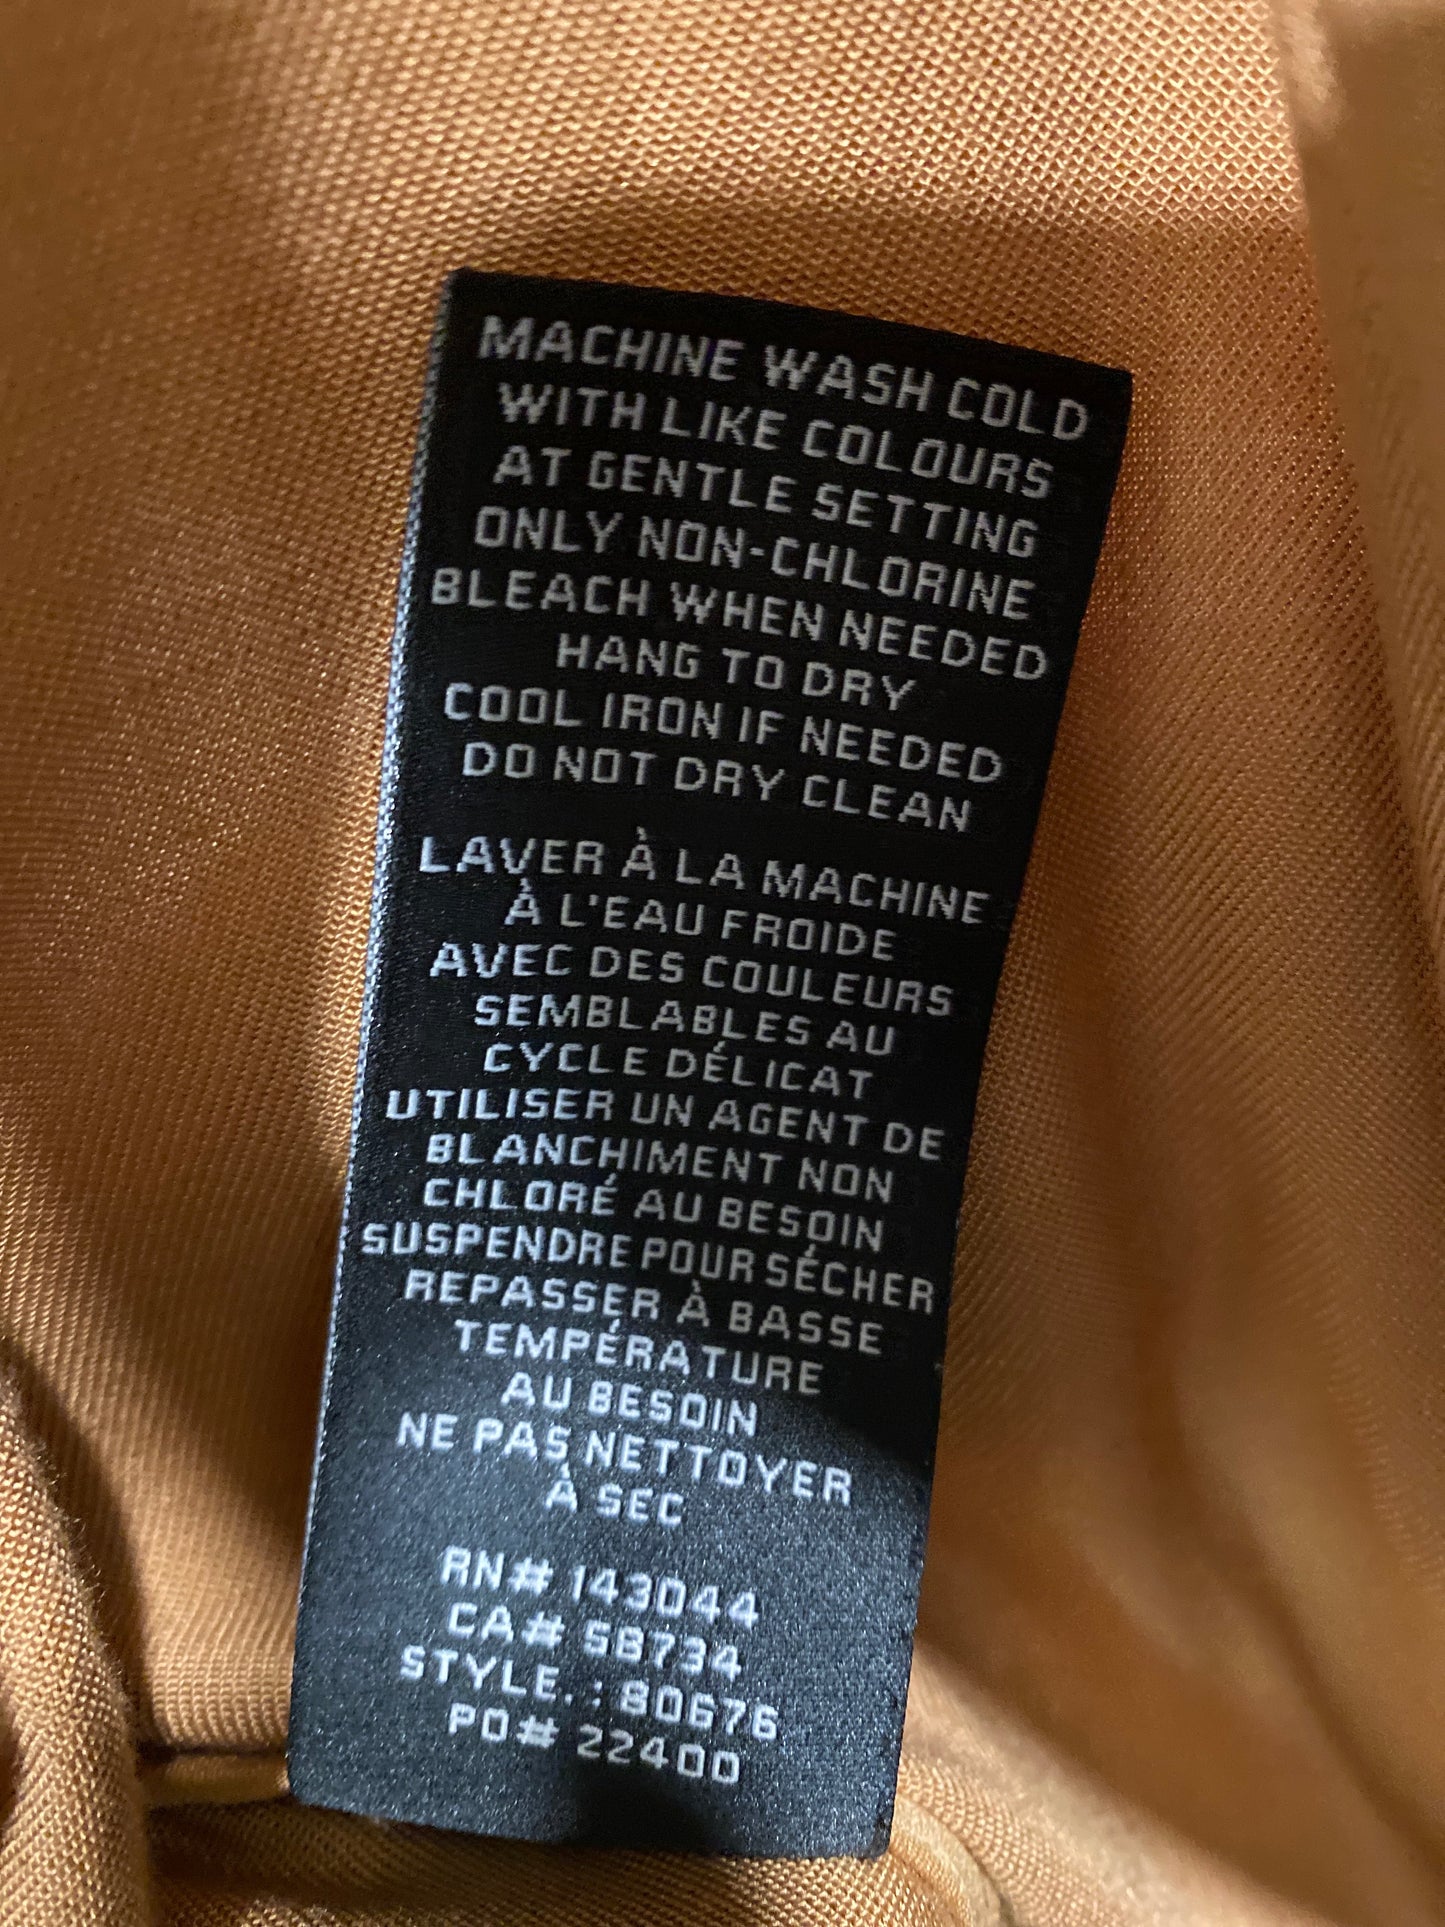 MACHINE WASH COLD
WITH LIKE COLOURS
AT GENTLE SETTING
ONLY NON-CHLORINE
BLEACH WHEN NEEDED
HANG TO DRY
COOL IRON IF NEEDED
DO NOT DRY CLEAN
LAVER À LA MACHINE
À L'EAU FROIDE
AVEC DES COULEURS
SEMBLABLES AU
CYCLE DÉLICAT
UTILISER UN AGENT DE
BLANCHIMENT NON
CHLORÉ AU BESOIN
SUSPENDRE POUR SÉCHER
REPASSER À BASSE
TEMPÉRATURE
AU BESOIN
NE PAS NETTOYER
À SEC
RN# 143044
CA# 58734
STYLE. : 80676
PO# 22400